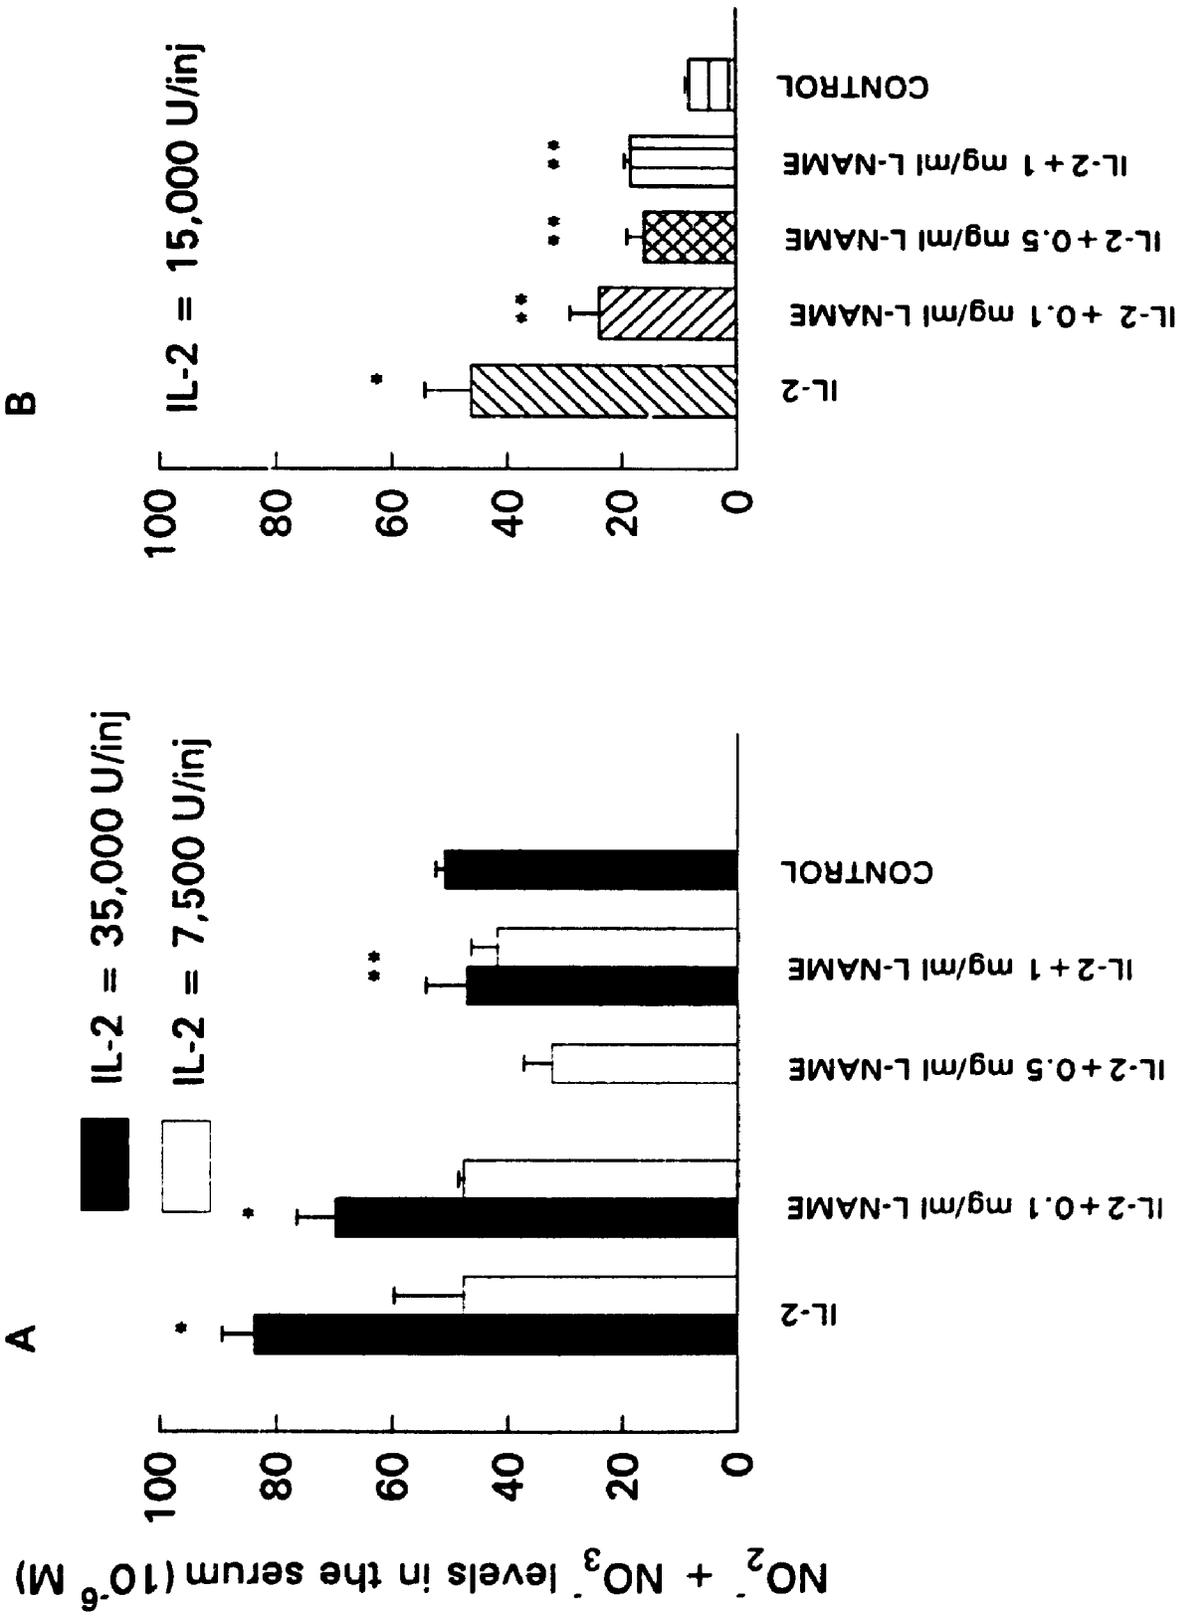 A
IL-2 = 35,000 U/inj
IL-2 = 7,500 U/inj
NO2- + NO3- levels in the serum (10-6 M)
100
80
60
40
20
0
*
*
**
IL-2
IL-2+0.1 mg/ml L-NAME
IL-2+0.5 mg/ml L-NAME
IL-2+1 mg/ml L-NAME
CONTROL
B
IL-2 = 15,000 U/inj
100
80
60
40
20
0
*
**
**
**
IL-2
IL-2 + 0.1 mg/ml L-NAME
IL-2+0.5 mg/ml L-NAME
IL-2+1 mg/ml L-NAME
CONTROL